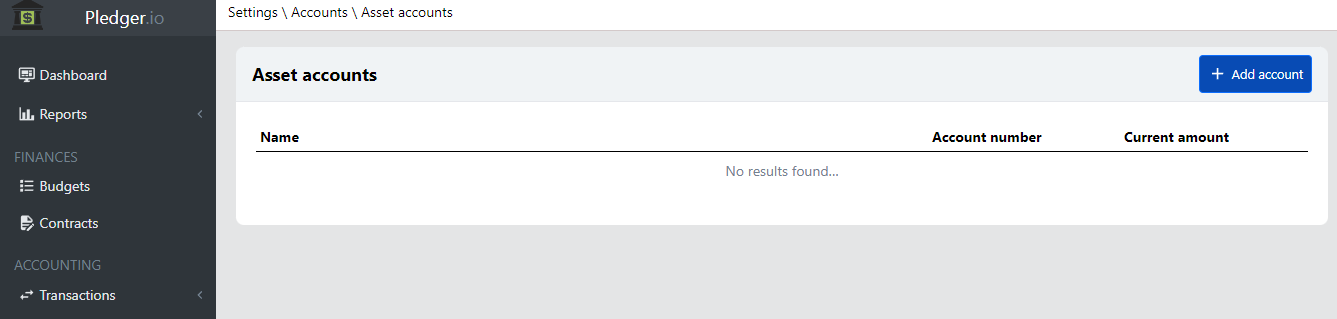 Pledger.io
Settings \ Accounts \ Asset accounts
Dashboard
Reports
FINANCES
Budgets
Contracts
ACCOUNTING
Transactions
Asset accounts
+ Add account
Name Account number Current amount
No results found...